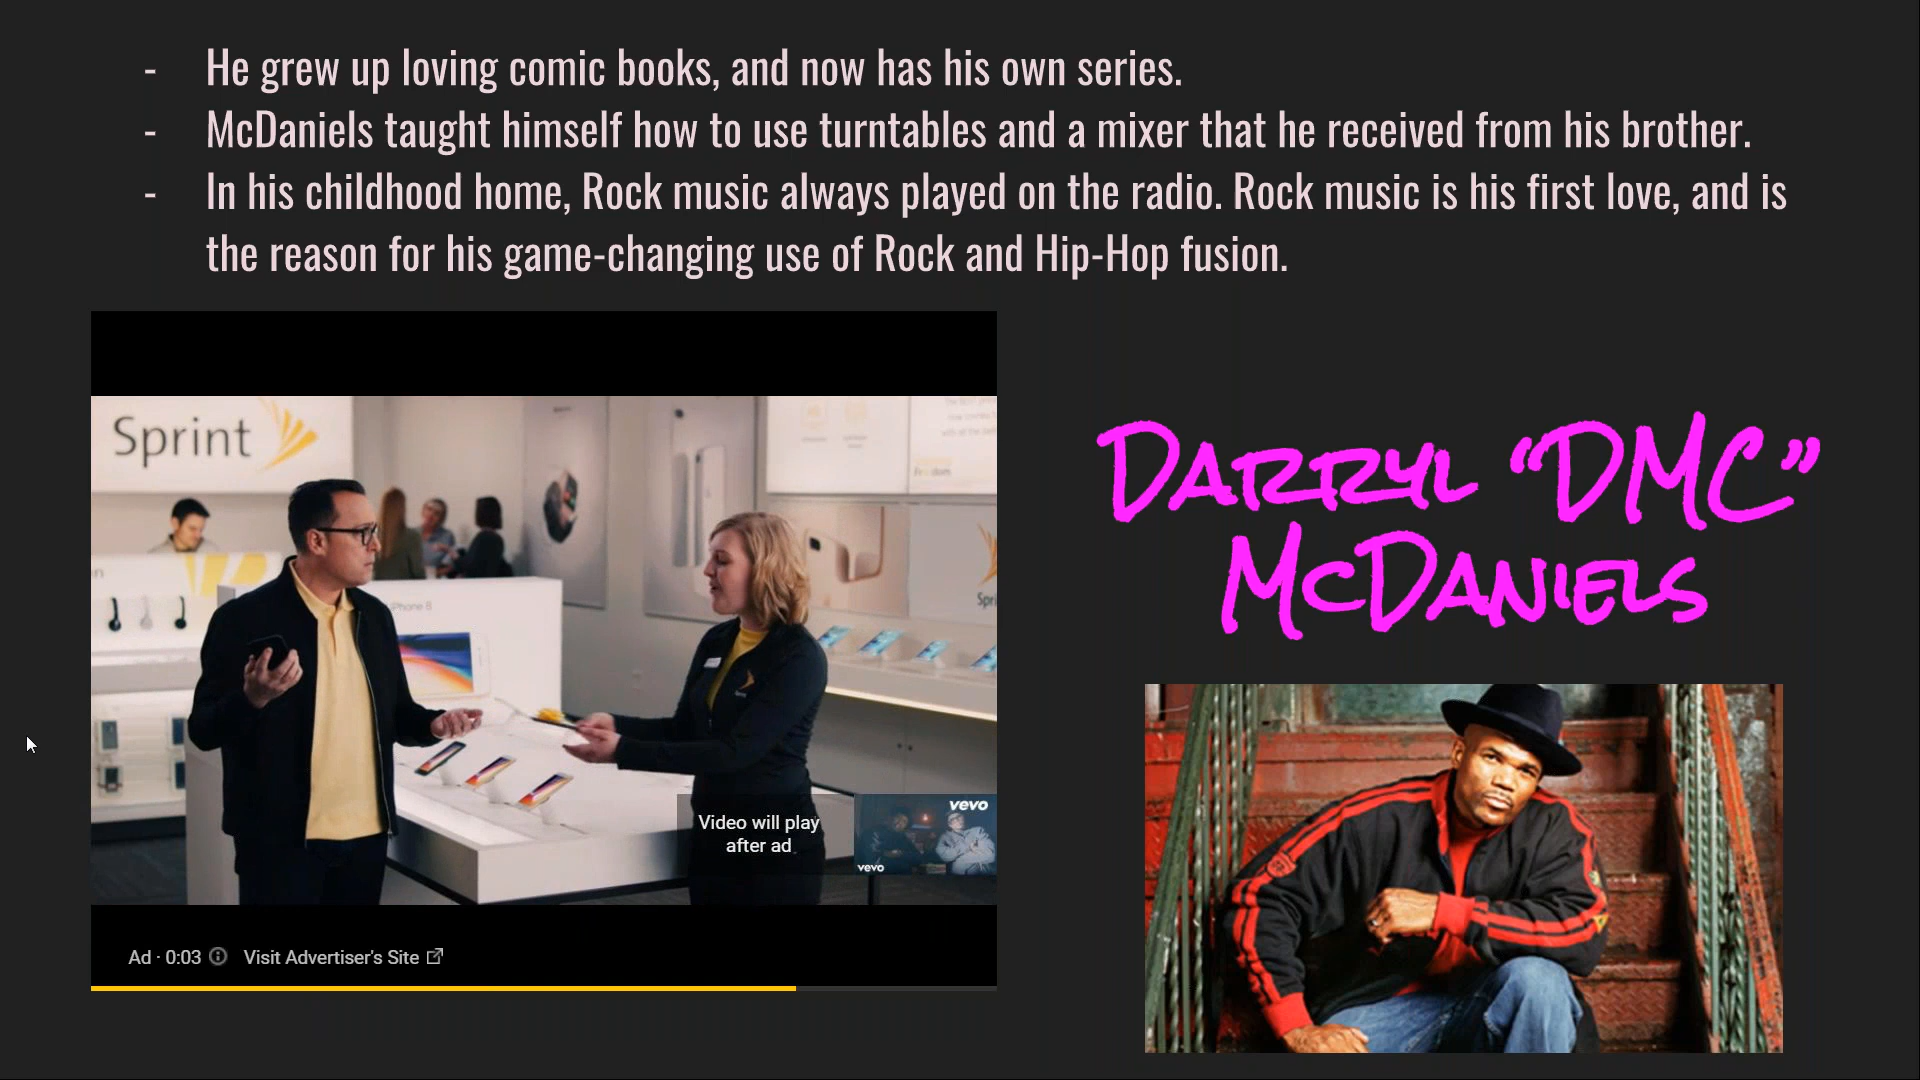 - He grew up loving comic books, and now has his own series.
- McDaniels taught himself how to use turntables and a mixer that he received from his brother.
- In his childhood home, Rock music always played on the radio. Rock music is his first love, and is
the reason for his game-changing use of Rock and Hip-Hop fusion.
Sprint
iPhone 8
Video will play
after ad
vevo
vevo
Ad · 0:03 Visit Advertiser's Site
DARRYL “DMC”
MCDANIELS